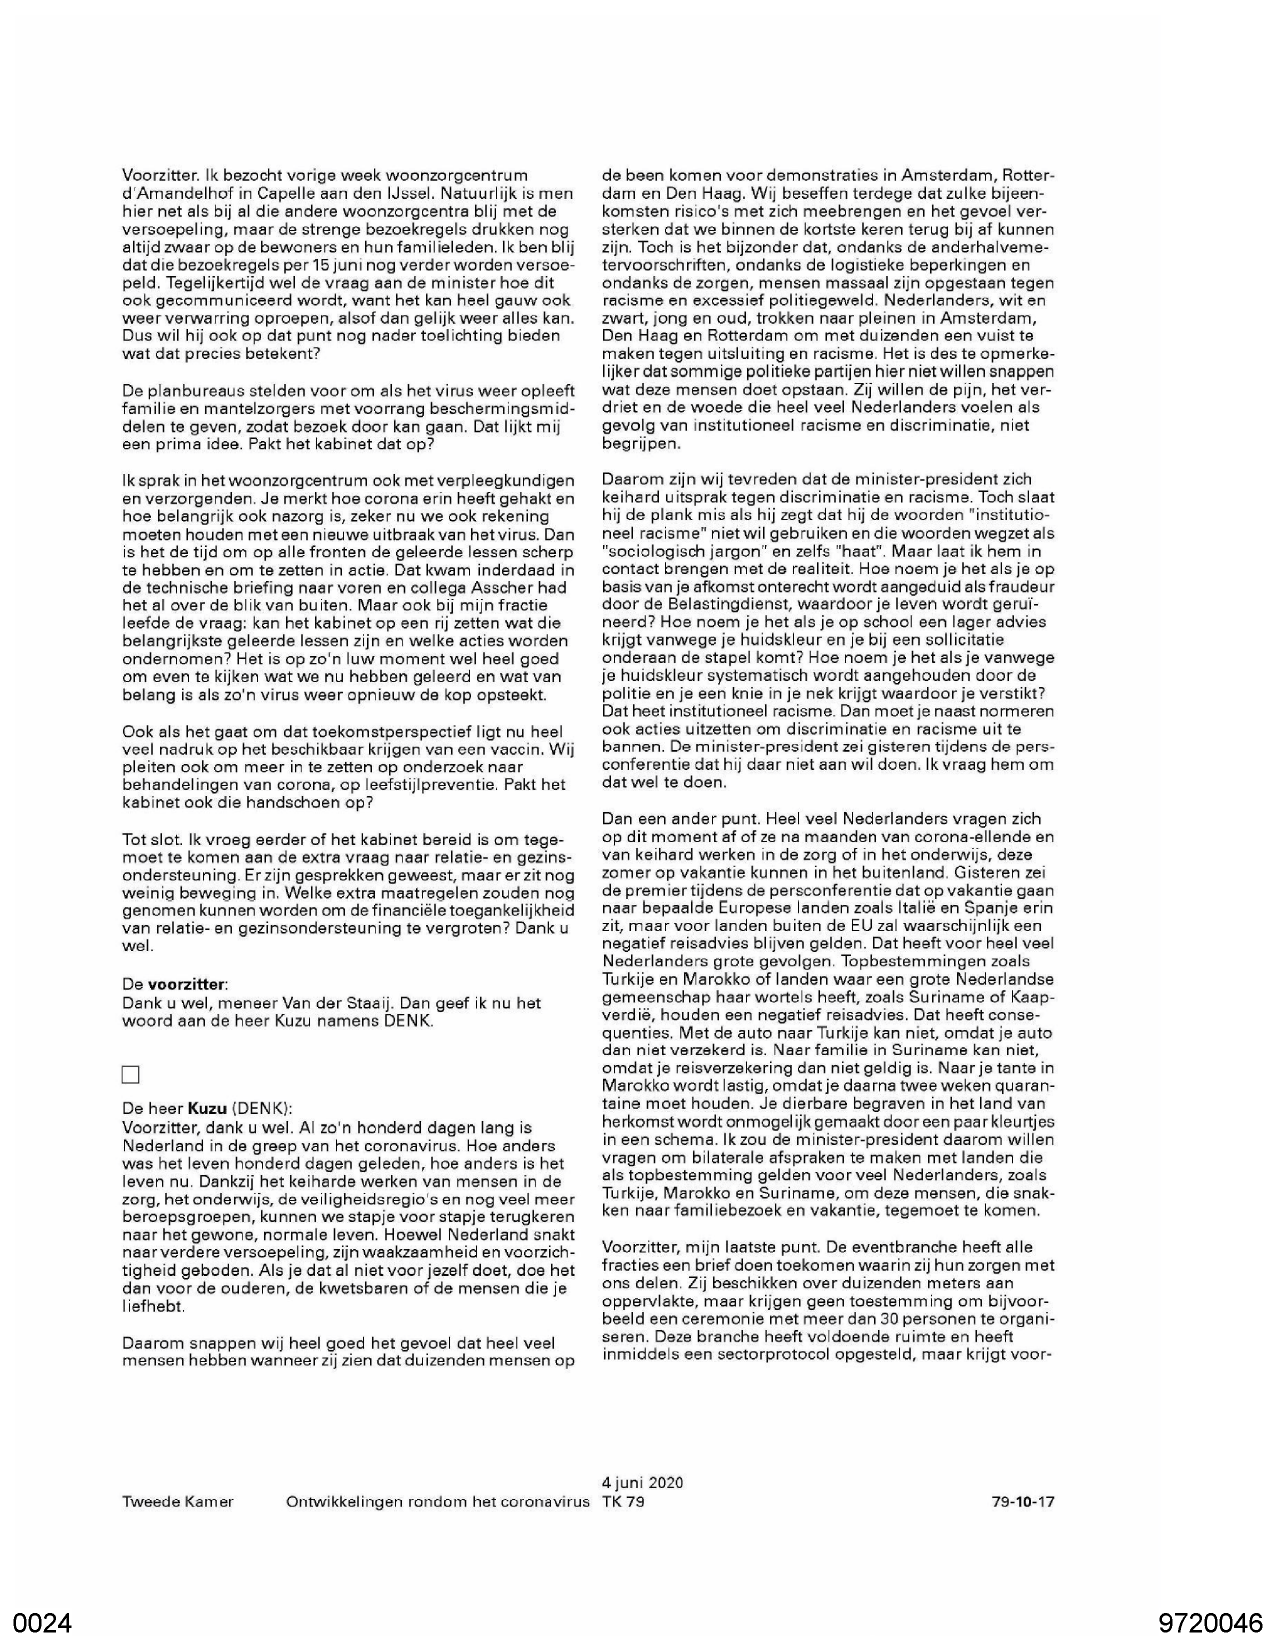 Voorzitter. Ik bezocht vorige week woonzorgcentrum
d'Amandelhof in Capelle aan den IJssel. Natuurlijk is men
hier net als bij al die andere woonzorgcentra blij met de
versoepeling, maar de strenge bezoekregels drukken nog
altijd zwaar op de bewoners en hun familieleden. Ik ben blij
dat die bezoekregels per 15 juni nog verder worden versoe-
peld. Tegelijkertijd wel de vraag aan de minister hoe dit
ook gecommuniceerd wordt, want het kan heel gauw ook
weer verwarring oproepen, alsof dan gelijk weer alles kan.
Dus wil hij ook op dat punt nog nader toelichting bieden
wat dat precies betekent?
De planbureaus stelden voor om als het virus weer opleeft
familie en mantelzorgers met voorrang beschermingsmid-
delen te geven, zodat bezoek door kan gaan. Dat lijkt mij
een prima idee. Pakt het kabinet dat op?
Ik sprak in het woonzorgcentrum ook met verpleegkundigen
en verzorgenden. Je merkt hoe corona erin heeft gehakt en
hoe belangrijk ook nazorg is, zeker nu we ook rekening
moeten houden met een nieuwe uitbraak van het virus. Dan
is het de tijd om op alle fronten de geleerde lessen scherp
te hebben en om te zetten in actie. Dat kwam inderdaad in
de technische briefing naar voren en collega Asscher had
het al over de blik van buiten. Maar ook bij mijn fractie
leefde de vraag: kan het kabinet op een rij zetten wat die
belangrijkste geleerde lessen zijn en welke acties worden
ondernomen? Het is op zo'n luw moment wel heel goed
om even te kijken wat we nu hebben geleerd en wat van
belang is als zo'n virus weer opnieuw de kop opsteekt.
Ook als het gaat om dat toekomstperspectief ligt nu heel
veel nadruk op het beschikbaar krijgen van een vaccin. Wij
pleiten ook om meer in te zetten op onderzoek naar
behandelingen van corona, op leefstijlpreventie. Pakt het
kabinet ook die handschoen op?
Tot slot. Ik vroeg eerder of het kabinet bereid is om tege-
moet te komen aan de extra vraag naar relatie- en gezins-
ondersteuning. Er zijn gesprekken geweest, maar er zit nog
weinig beweging in. Welke extra maatregelen zouden nog
genomen kunnen worden om de financiële toegankelijkheid
van relatie- en gezinsondersteuning te vergroten? Dank u
wel.
De voorzitter:
Dank u wel, meneer Van der Staaij. Dan geef ik nu het
woord aan de heer Kuzu namens DENK.
De heer Kuzu (DENK):
Voorzitter, dank u wel. Al zo'n honderd dagen lang is
Nederland in de greep van het coronavirus. Hoe anders
was het leven honderd dagen geleden, hoe anders is het
leven nu. Dankzij het keiharde werken van mensen in de
zorg, het onderwijs, de veiligheidsregio's en nog veel meer
beroepsgroepen, kunnen we stapje voor stapje terugkeren
naar het gewone, normale leven. Hoewel Nederland snakt
naar verdere versoepeling, zijn waakzaamheid en voorzich-
tigheid geboden. Als je dat al niet voor jezelf doet, doe het
dan voor de ouderen, de kwetsbaren of de mensen die je
liefhebt.
Daarom snappen wij heel goed het gevoel dat heel veel
mensen hebben wanneer zij zien dat duizenden mensen op
de been komen voor demonstraties in Amsterdam, Rotter-
dam en Den Haag. Wij beseffen terdege dat zulke bijeen-
komsten risico's met zich meebrengen en het gevoel ver-
sterken dat we binnen de kortste keren terug bij af kunnen
zijn. Toch is het bijzonder dat, ondanks de anderhalveme-
tervoorschriften, ondanks de logistieke beperkingen en
ondanks de zorgen, mensen massaal zijn opgestaan tegen
racisme en excessief politiegeweld. Nederlanders, wit en
zwart, jong en oud, trokken naar pleinen in Amsterdam,
Den Haag en Rotterdam om met duizenden een vuist te
maken tegen uitsluiting en racisme. Het is des te opmerke-
lijker dat sommige politieke partijen hier niet willen snappen
wat deze mensen doet opstaan. Zij willen de pijn, het ver-
driet en de woede die heel veel Nederlanders voelen als
gevolg van institutioneel racisme en discriminatie, niet
begrijpen.
Daarom zijn wij tevreden dat de minister-president zich
keihard uitsprak tegen discriminatie en racisme. Toch slaat
hij de plank mis als hij zegt dat hij de woorden "institutio-
neel racisme" niet wil gebruiken en die woorden wegzet als
"sociologisch jargon" en zelfs "haat". Maar laat ik hem in
contact brengen met de realiteit. Hoe noem je het als je op
basis van je afkomst onterecht wordt aangeduid als fraudeur
door de Belastingdienst, waardoor je leven wordt geruï-
neerd? Hoe noem je het als je op school een lager advies
krijgt vanwege je huidskleur en je bij een sollicitatie
onderaan de stapel komt? Hoe noem je het als je vanwege
je huidskleur systematisch wordt aangehouden door de
politie en je een knie in je nek krijgt waardoor je verstikt?
Dat heet institutioneel racisme. Dan moet je naast normeren
ook acties uitzetten om discriminatie en racisme uit te
bannen. De minister-president zei gisteren tijdens de pers-
conferentie dat hij daar niet aan wil doen. Ik vraag hem om
dat wel te doen.
Dan een ander punt. Heel veel Nederlanders vragen zich
op dit moment af of ze na maanden van corona-ellende en
van keihard werken in de zorg of in het onderwijs, deze
zomer op vakantie kunnen in het buitenland. Gisteren zei
de premier tijdens de persconferentie dat op vakantie gaan
naar bepaalde Europese landen zoals Italië en Spanje erin
zit, maar voor landen buiten de EU zal waarschijnlijk een
negatief reisadvies blijven gelden. Dat heeft voor heel veel
Nederlanders grote gevolgen. Topbestemmingen zoals
Turkije en Marokko of landen waar een grote Nederlandse
gemeenschap haar wortels heeft, zoals Suriname of Kaap-
verdië, houden een negatief reisadvies. Dat heeft conse-
quenties. Met de auto naar Turkije kan niet, omdat je auto
dan niet verzekerd is. Naar familie in Suriname kan niet,
omdat je reisverzekering dan niet geldig is. Naar je tante in
Marokko wordt lastig, omdat je daarna twee weken quaran-
taine moet houden. Je dierbare begraven in het land van
herkomst wordt onmogelijk gemaakt door een paar kleurtjes
in een schema. Ik zou de minister-president daarom willen
vragen om bilaterale afspraken te maken met landen die
als topbestemming gelden voor veel Nederlanders, zoals
Turkije, Marokko en Suriname, om deze mensen, die snak-
ken naar familiebezoek en vakantie, tegemoet te komen.
Voorzitter, mijn laatste punt. De eventbranche heeft alle
fracties een brief doen toekomen waarin zij hun zorgen met
ons delen. Zij beschikken over duizenden meters aan
oppervlakte, maar krijgen geen toestemming om bijvoor-
beeld een ceremonie met meer dan 30 personen te organi-
seren. Deze branche heeft voldoende ruimte en heeft
inmiddels een sectorprotocol opgesteld, maar krijgt voor-
4 juni 2020
Tweede Kamer Ontwikkelingen rondom het coronavirus TK 79 79-10-17
0024 9720046